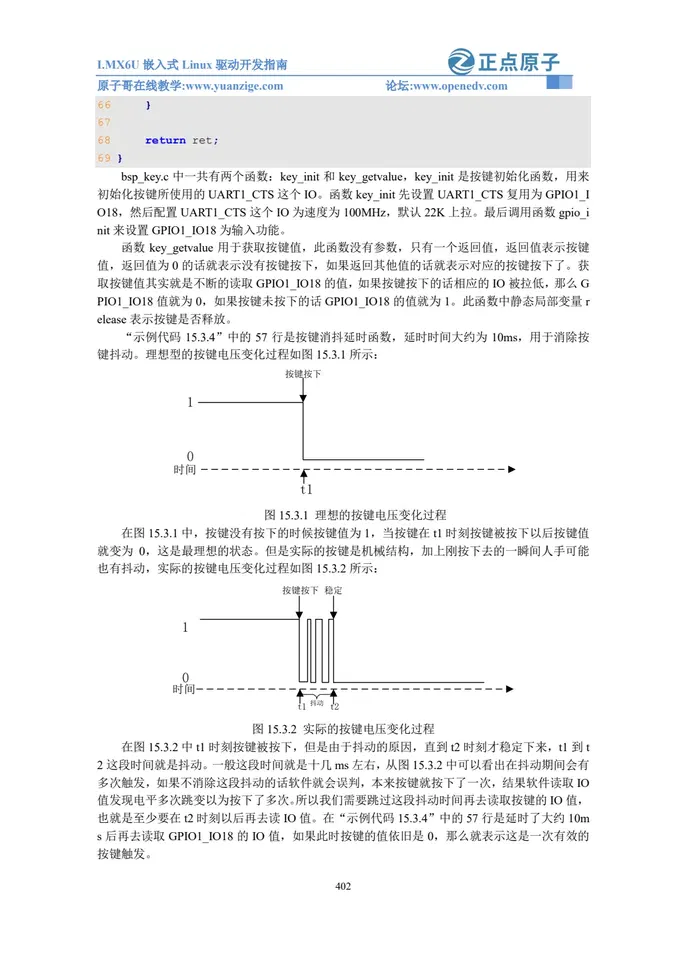 I.MX6U 嵌入式 Linux 驱动开发指南
正点原子
原子哥在线教学:www.yuanzige.com 论坛:www.openedv.com
66 }
67
68 return ret;
69 }
bsp_key.c 中一共有两个函数：key_init 和 key_getvalue，key_init 是按键初始化函数，用来
初始化按键所使用的 UART1_CTS 这个 IO。函数 key_init 先设置 UART1_CTS 复用为 GPIO1_I
O18，然后配置 UART1_CTS 这个 IO 为速度为 100MHz，默认 22K 上拉。最后调用函数 gpio_i
nit 来设置 GPIO1_IO18 为输入功能。
函数 key_getvalue 用于获取按键值，此函数没有参数，只有一个返回值，返回值表示按键
值，返回值为 0 的话就表示没有按键按下，如果返回其他值的话就表示对应的按键按下了。获
取按键值其实就是不断的读取 GPIO1_IO18 的值，如果按键按下的话相应的 IO 被拉低，那么 G
PIO1_IO18 值就为 0，如果按键未按下的话 GPIO1_IO18 的值就为 1。此函数中静态局部变量 r
elease 表示按键是否释放。
“示例代码 15.3.4”中的 57 行是按键消抖延时函数，延时时间大约为 10ms，用于消除按
键抖动。理想型的按键电压变化过程如图 15.3.1 所示：
按键按下
1
0
时间
t1
图 15.3.1 理想的按键电压变化过程
在图 15.3.1 中，按键没有按下的时候按键值为 1，当按键在 t1 时刻按键被按下以后按键值
就变为 0，这是最理想的状态。但是实际的按键是机械结构，加上刚按下去的一瞬间人手可能
也有抖动，实际的按键电压变化过程如图 15.3.2 所示：
按键按下 稳定
1
0
时间
t1 抖动 t2
图 15.3.2 实际的按键电压变化过程
在图 15.3.2 中 t1 时刻按键被按下，但是由于抖动的原因，直到 t2 时刻才稳定下来，t1 到 t
2 这段时间就是抖动。一般这段时间就是十几 ms 左右，从图 15.3.2 中可以看出在抖动期间会有
多次触发，如果不消除这段抖动的话软件就会误判，本来按键就按下了一次，结果软件读取 IO
值发现电平多次跳变以为按下了多次。所以我们需要跳过这段抖动时间再去读取按键的 IO 值，
也就是至少要在 t2 时刻以后再去读 IO 值。在“示例代码 15.3.4”中的 57 行是延时了大约 10m
s 后再去读取 GPIO1_IO18 的 IO 值，如果此时按键的值依旧是 0，那么就表示这是一次有效的
按键触发。
402